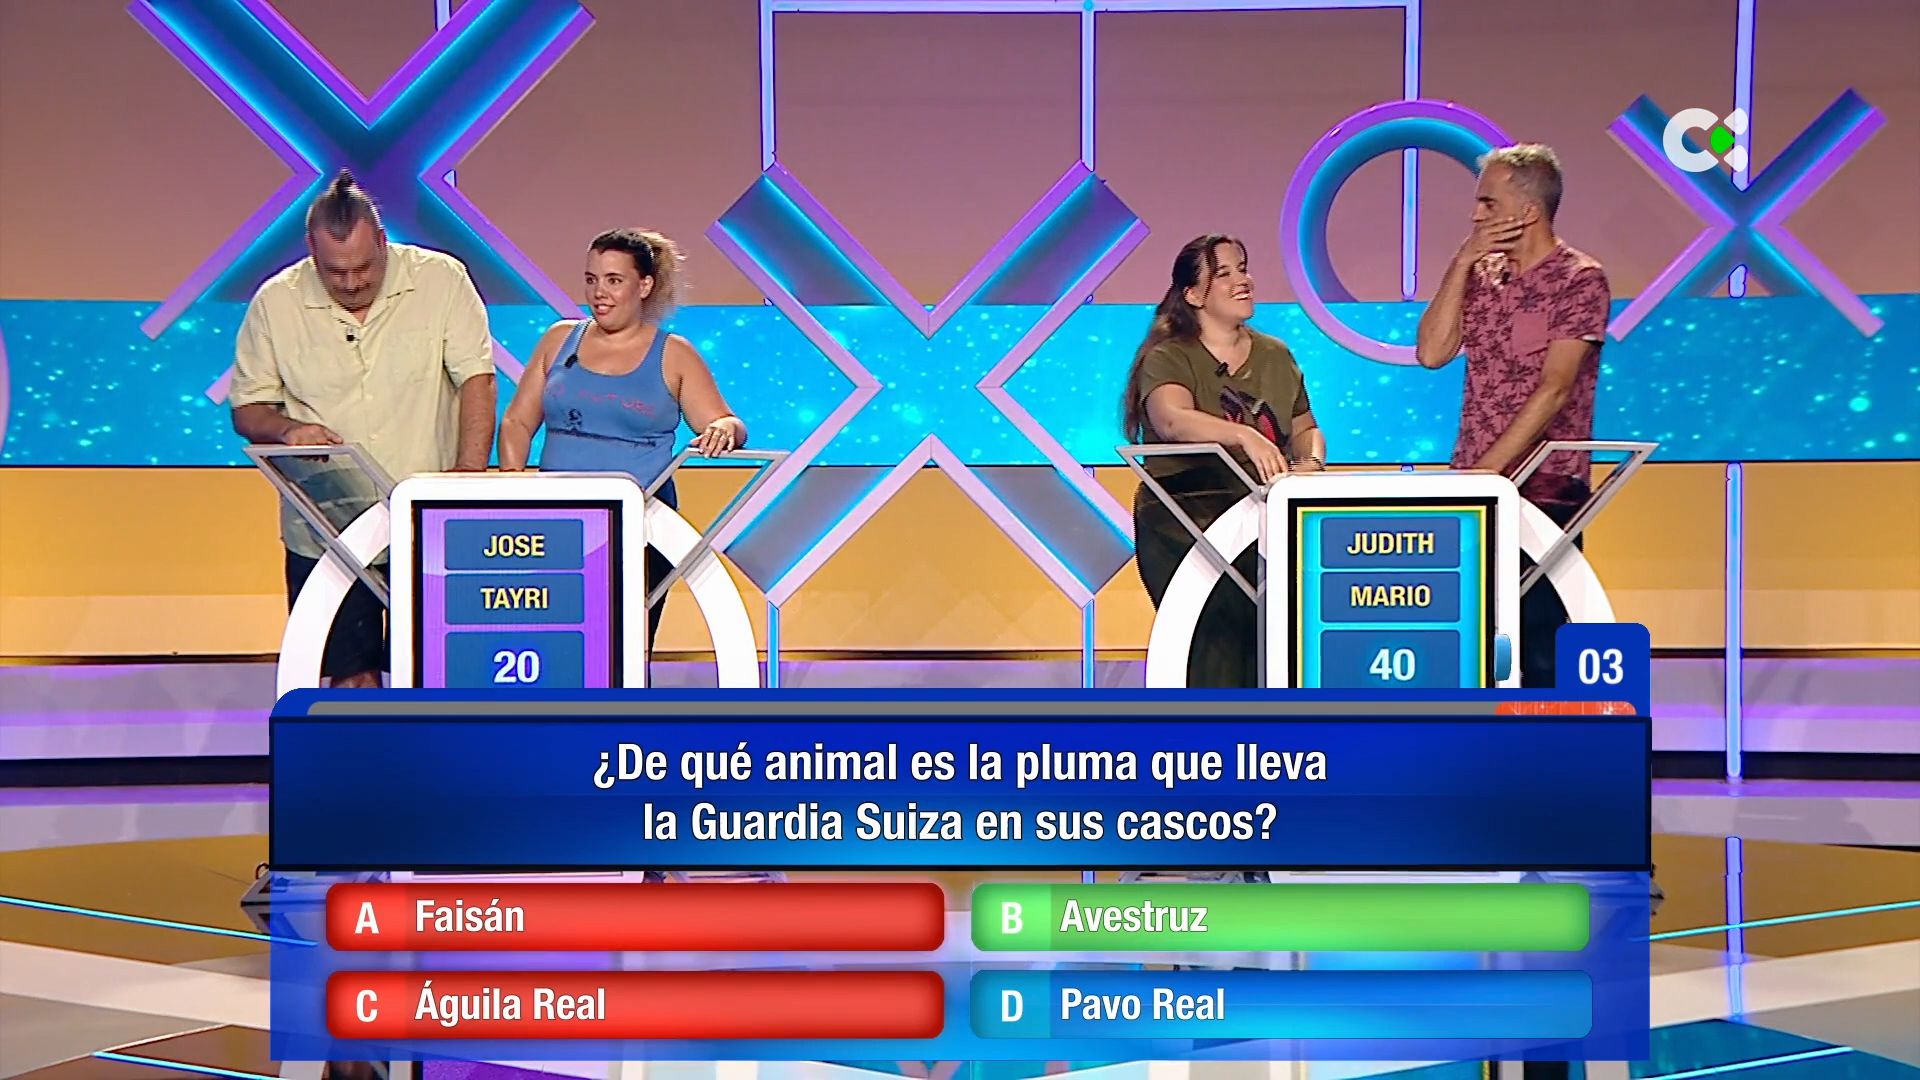 JOSE
TAYRI
20
JUDITH
MARIO
40
03
¿De qué animal es la pluma que lleva
la Guardia Suiza en sus cascos?
A Faisán
B Avestruz
C Águila Real
D Pavo Real